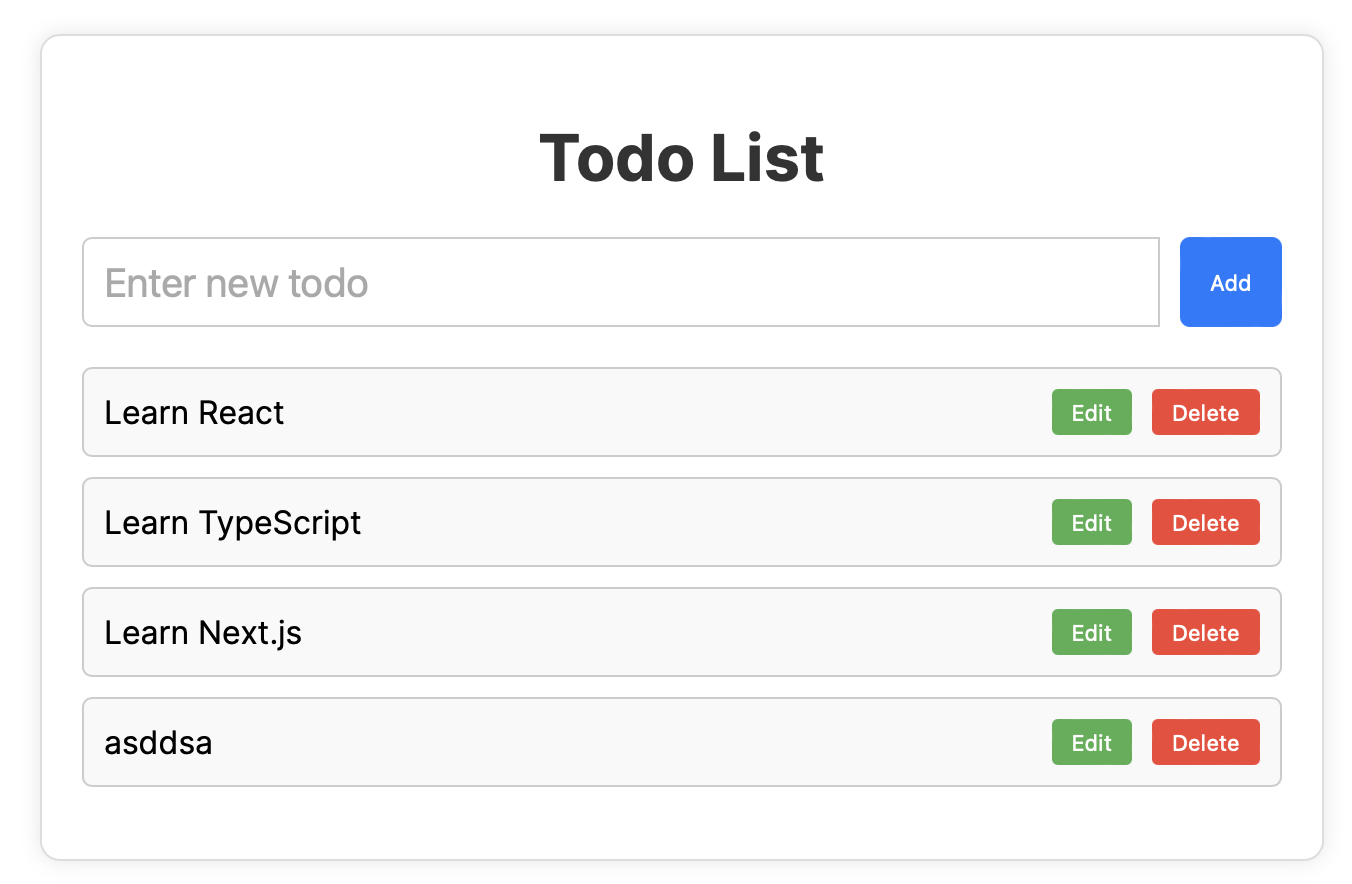 Todo List
Enter new todo Add
Learn React Edit Delete
Learn TypeScript Edit Delete
Learn Next.js Edit Delete
asddsa Edit Delete